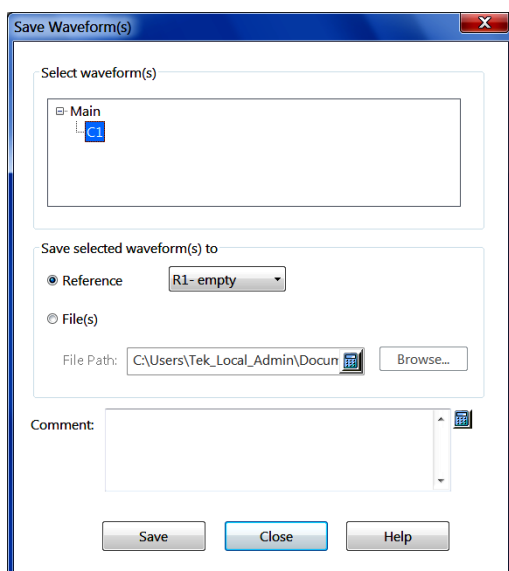 Save Waveform(s)
X
Select waveform(s)
Main
C1
Save selected waveform(s) to
Reference
R1- empty
File(s)
File Path:
C:\Users\Tek_Local_Admin\Docun
Browse...
Comment:
Save
Close
Help